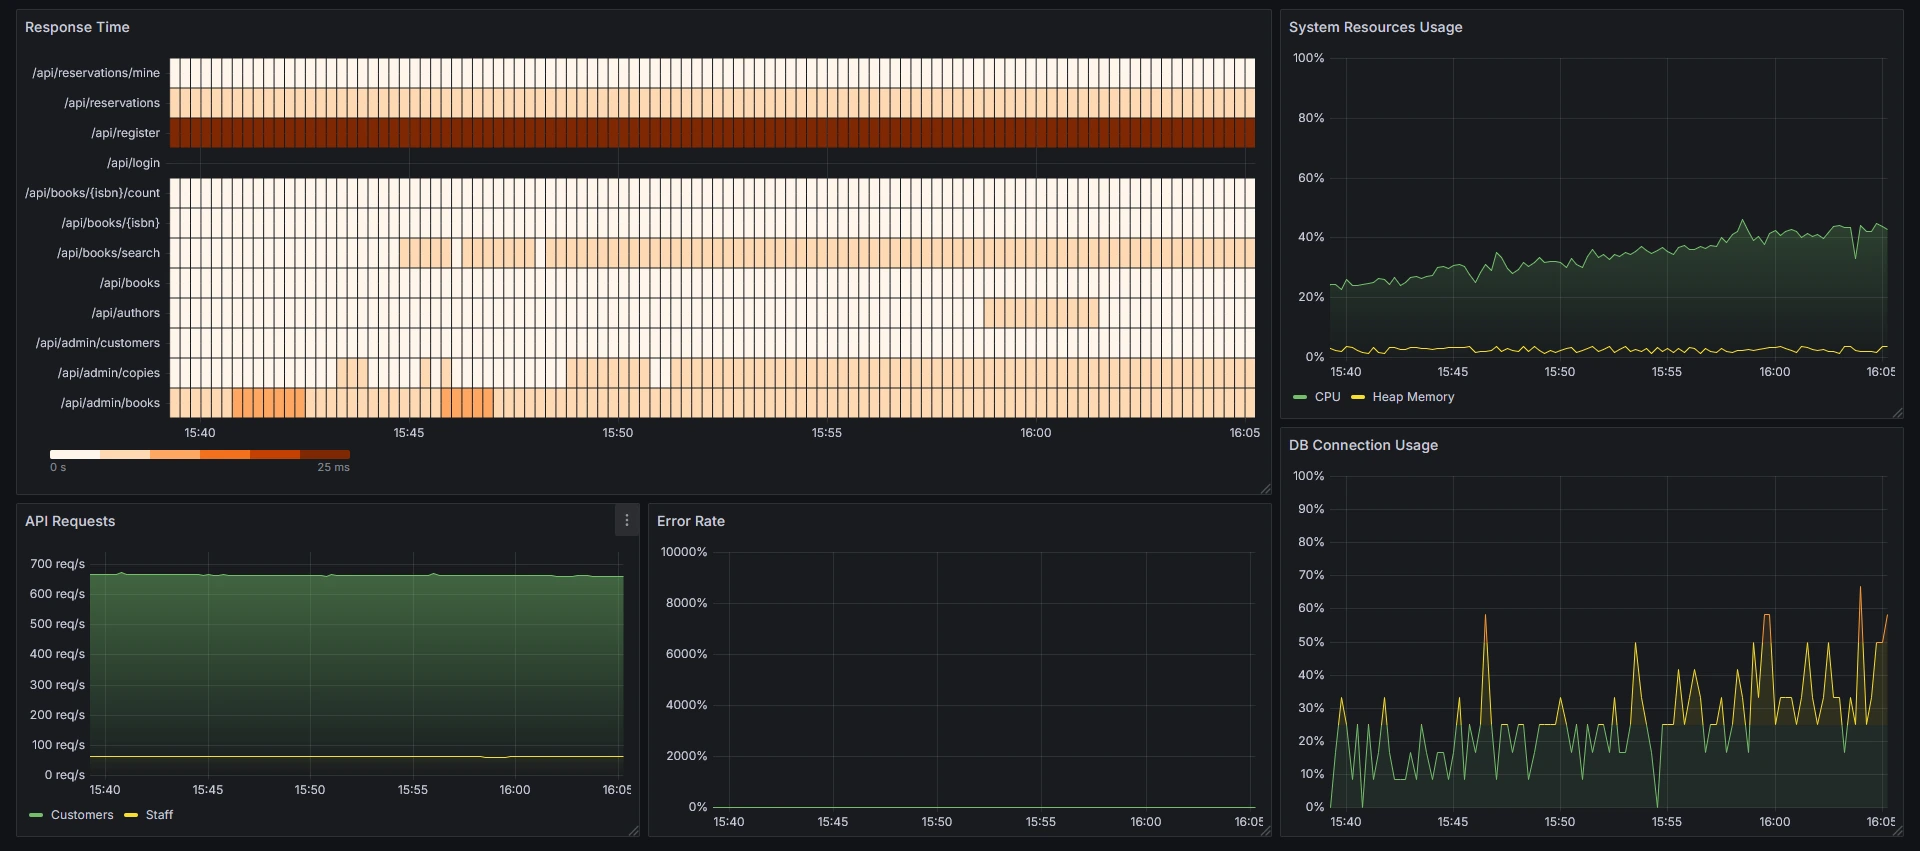 Response Time
/api/reservations/mine
/api/reservations
/api/register
/api/login
/api/books/{isbn}/count
/api/books/{isbn}
/api/books/search
/api/books
/api/authors
/api/admin/customers
/api/admin/copies
/api/admin/books
15:40 15:45 15:50 15:55 16:00 16:05
0 s 25 ms
System Resources Usage
100%
80%
60%
40%
20%
0%
15:40 15:45 15:50 15:55 16:00 16:05
CPU Heap Memory
API Requests
700 req/s
600 req/s
500 req/s
400 req/s
300 req/s
200 req/s
100 req/s
0 req/s
15:40 15:45 15:50 15:55 16:00 16:05
Customers Staff
Error Rate
10000%
8000%
6000%
4000%
2000%
0%
15:40 15:45 15:50 15:55 16:00 16:05
DB Connection Usage
100%
90%
80%
70%
60%
50%
40%
30%
20%
10%
0%
15:40 15:45 15:50 15:55 16:00 16:05